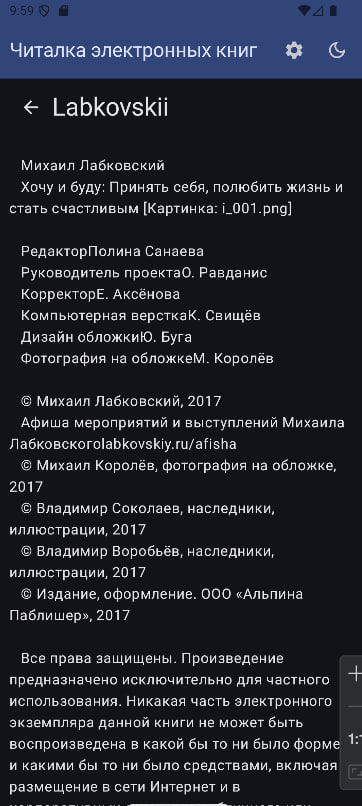 9:59
Читалка электронных книг
Labkovskii
Михаил Лабковский
Хочу и буду: Принять себя, полюбить жизнь и
стать счастливым [Картинка: i_001.png]
РедакторПолина Санаева
Руководитель проектаО. Равданис
КорректорЕ. Аксёнова
Компьютерная версткаК. Свищёв
Дизайн обложкиЮ. Буга
Фотография на обложкеМ. Королёв
© Михаил Лабковский, 2017
Афиша мероприятий и выступлений Михаила
Лабковскогоlabkovskiy.ru/afisha
© Михаил Королёв, фотография на обложке,
2017
© Владимир Соколаев, наследники,
иллюстрации, 2017
© Владимир Воробьёв, наследники,
иллюстрации, 2017
© Издание, оформление. ООО «Альпина
Паблишер», 2017
Все права защищены. Произведение
предназначено исключительно для частного
использования. Никакая часть электронного
экземпляра данной книги не может быть
воспроизведена в какой бы то ни было форме
и какими бы то ни было средствами, включая
размещение в сети Интернет и в